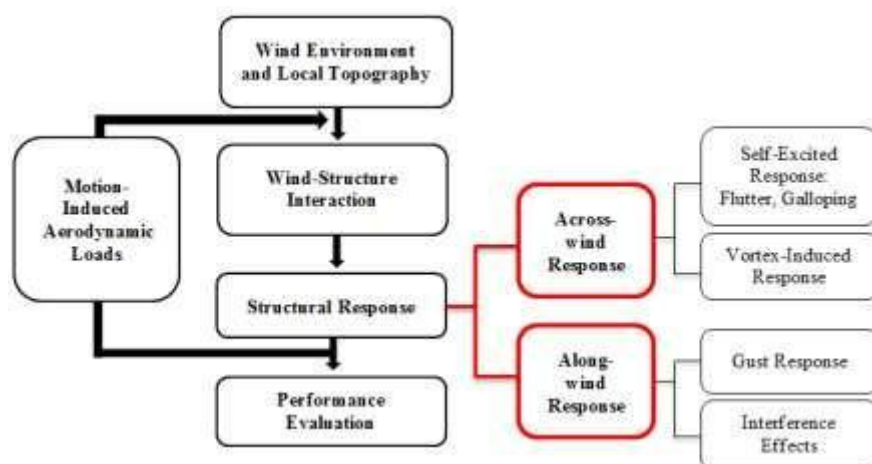 Wind Environment
and Local Topography
Motion-
Induced
Aerodynamic
Loads
Wind-Structure
Interaction
Structural Response
Performance
Evaluation
Across-
wind
Response
Along-
wind
Response
Self-Excited
Response:
Flutter, Galloping
Vortex-Induced
Response
Gust Response
Interference
Effects